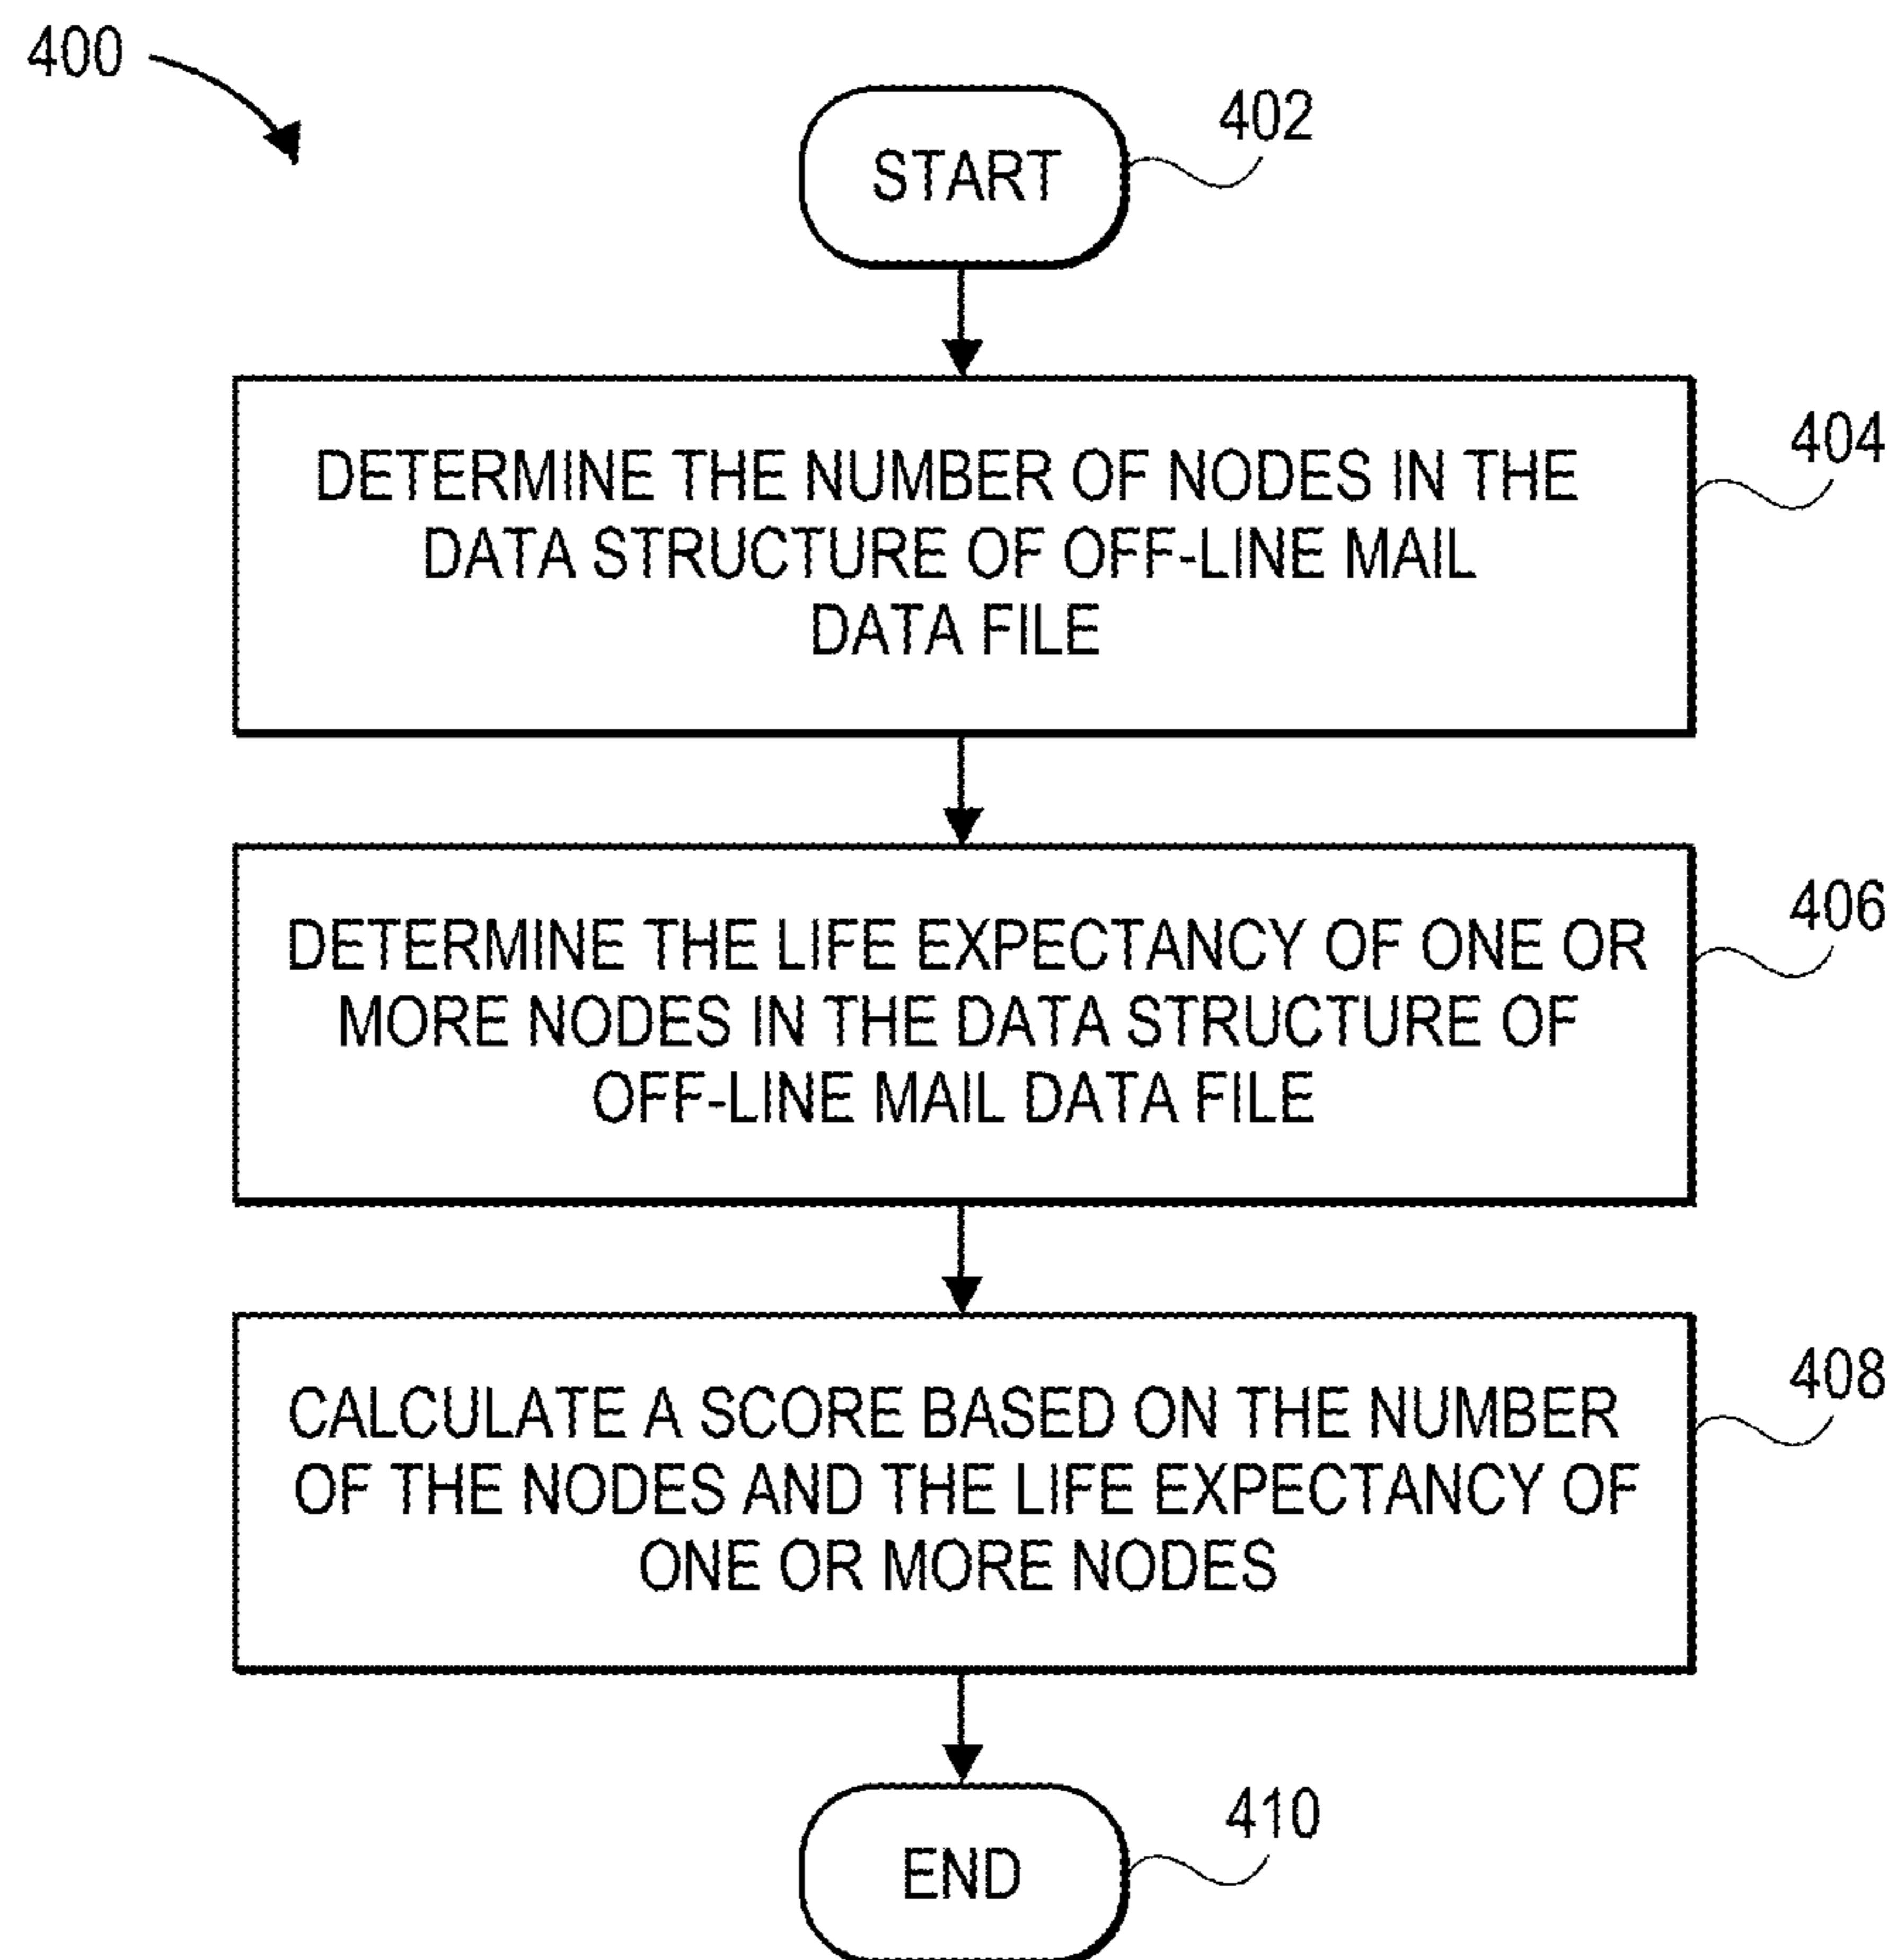 400
402
START
404
DETERMINE THE NUMBER OF NODES IN THE
DATA STRUCTURE OF OFF-LINE MAIL
DATA FILE
406
DETERMINE THE LIFE EXPECTANCY OF ONE OR
MORE NODES IN THE DATA STRUCTURE OF
OFF-LINE MAIL DATA FILE
408
CALCULATE A SCORE BASED ON THE NUMBER
OF THE NODES AND THE LIFE EXPECTANCY OF
ONE OR MORE NODES
410
END